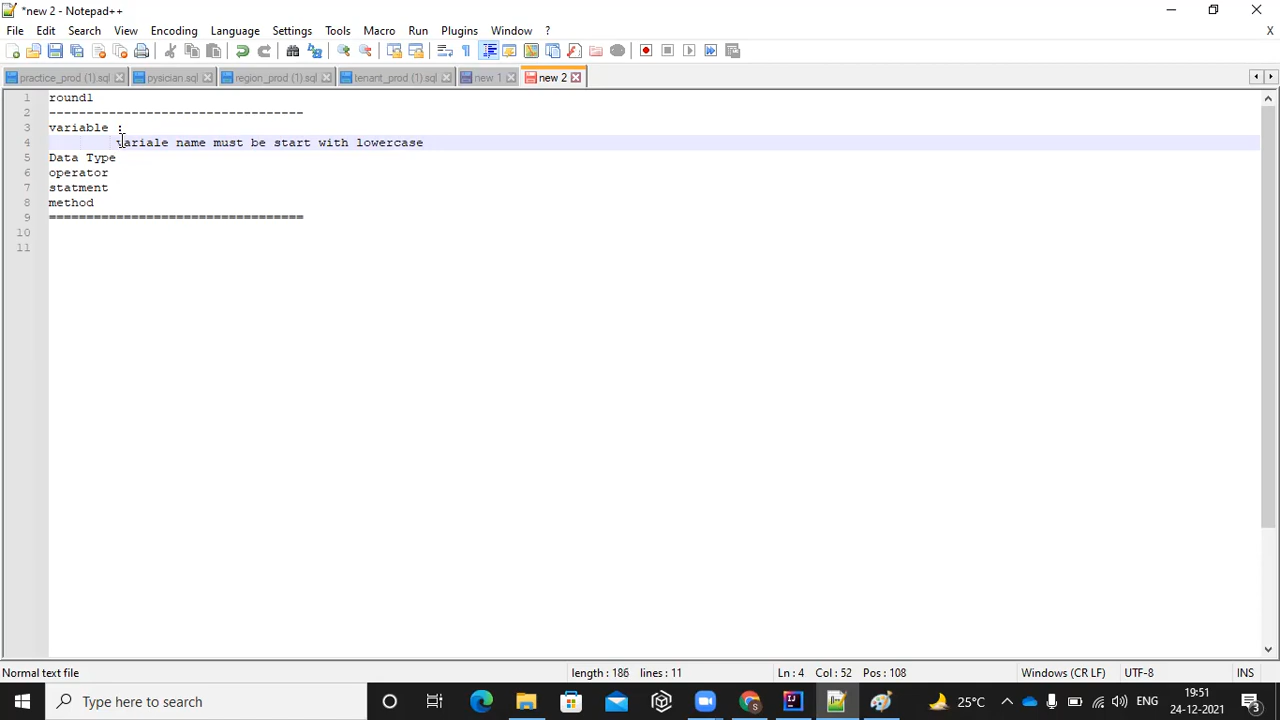 *new 2 - Notepad++
File Edit Search View Encoding Language Settings Tools Macro Run Plugins Window ? X
practice_prod (1).sql pysician.sql region_prod (1).sql tenant_prod (1).sql new 1 new 2
1 round1
2 ----------------------------------
3 variable :
4 variale name must be start with lowercase
5 Data Type
6 operator
7 statment
8 method
9 ==================================
10
11
Normal text file length : 186 lines : 11 Ln : 4 Col : 52 Pos : 108 Windows (CR LF) UTF-8 INS
Type here to search 25°C ENG 19:51
24-12-2021 3